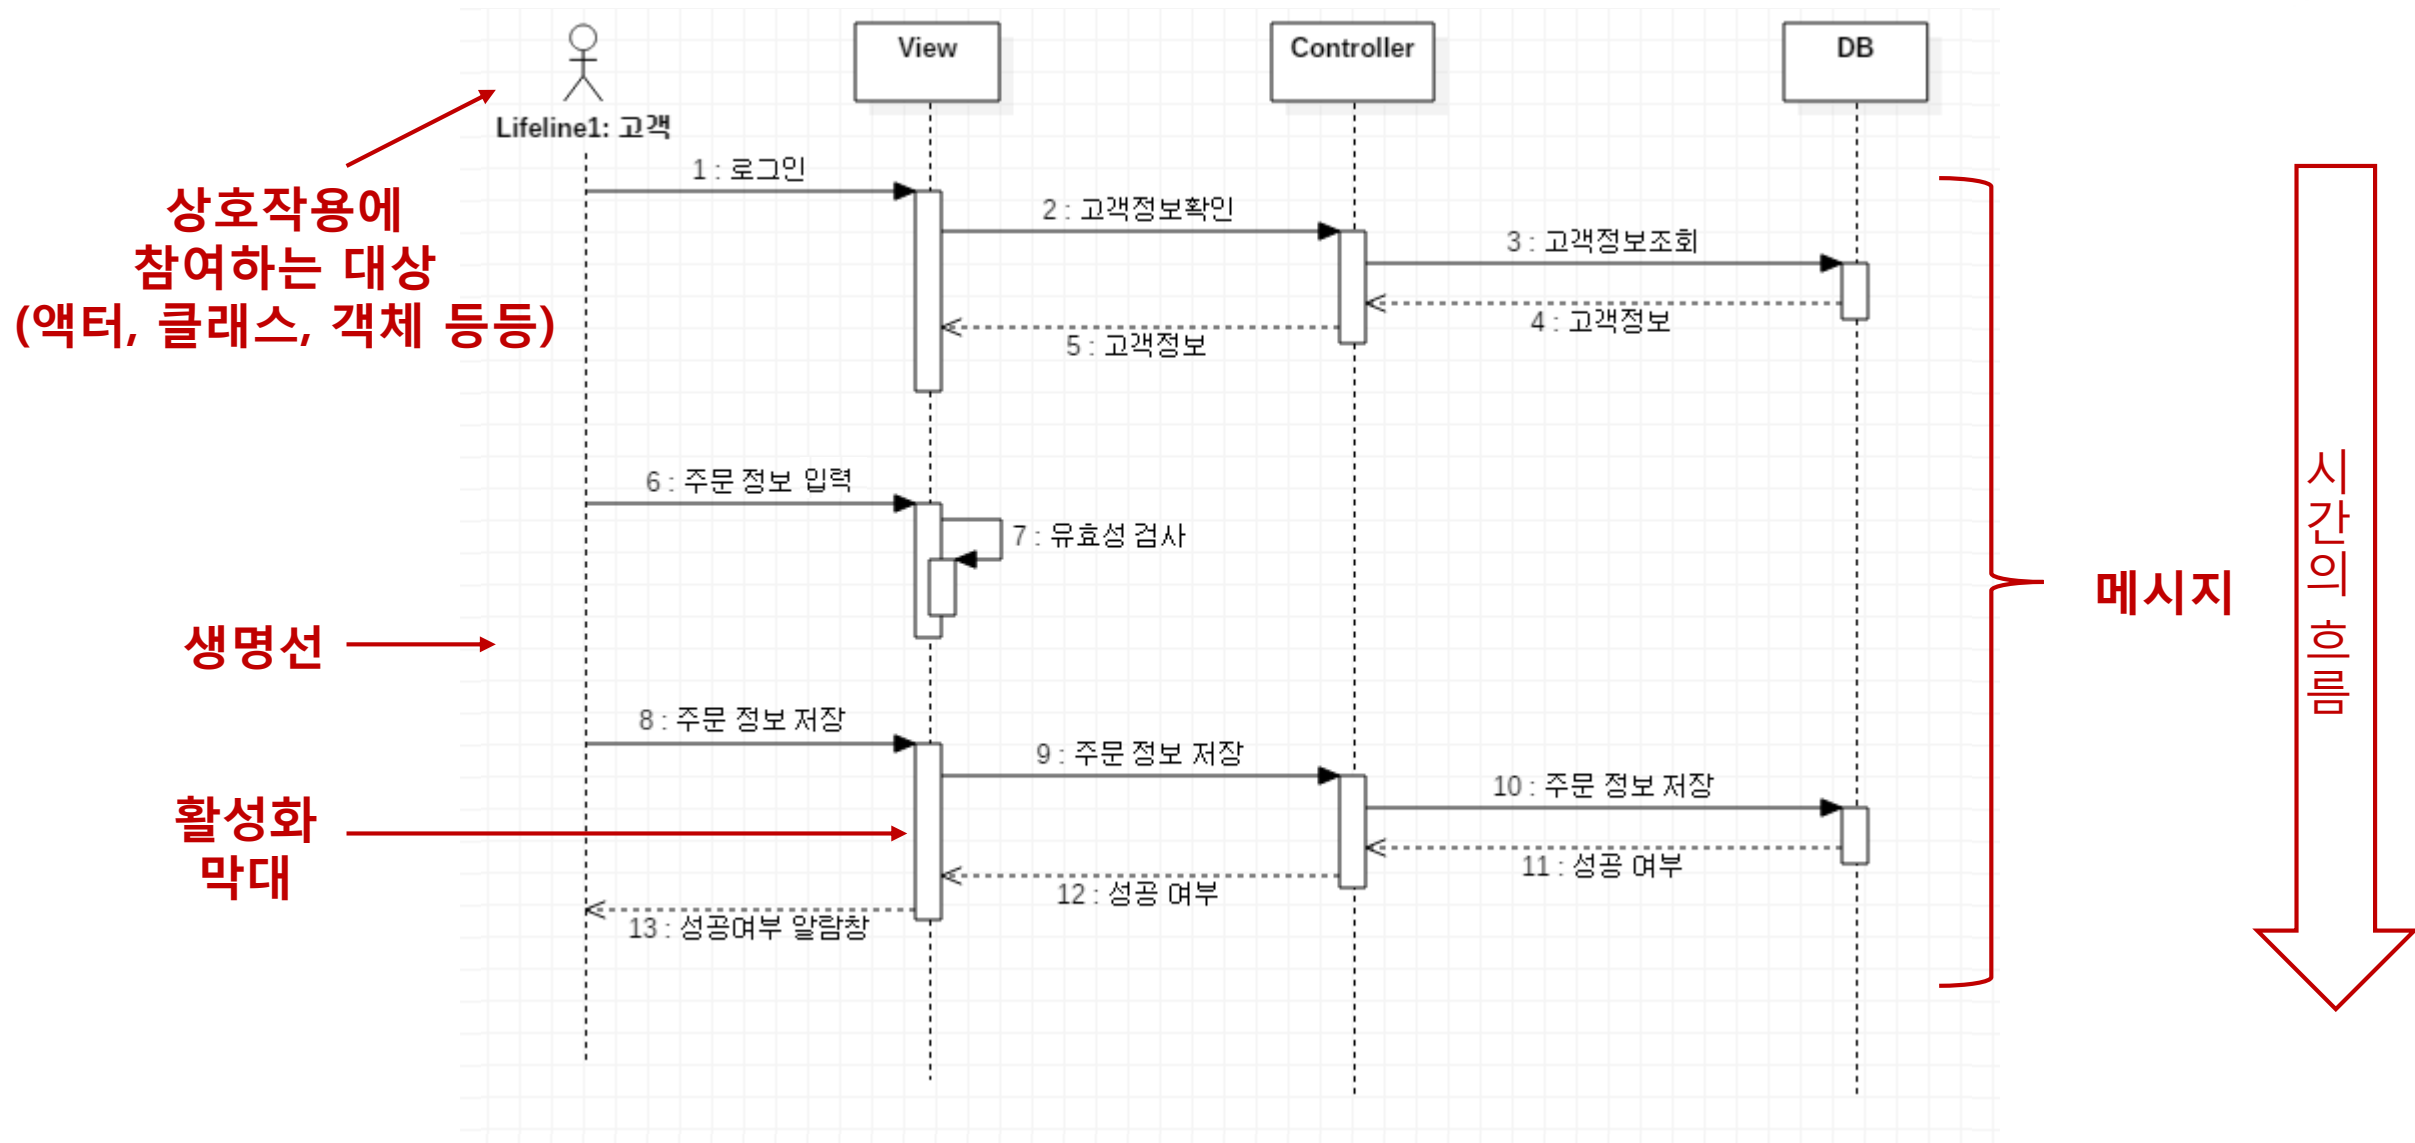 View
Controller
DB
Lifeline1: 고객
상호작용에
참여하는 대상
(액터, 클래스, 객체 등등)
1 : 로그인
2 : 고객정보확인
3 : 고객정보조회
4 : 고객정보
5 : 고객정보
6 : 주문 정보 입력
7 : 유효성 검사
생명선
메시지
시간의 흐름
8 : 주문 정보 저장
9 : 주문 정보 저장
10 : 주문 정보 저장
활성화
막대
11 : 성공 여부
12 : 성공 여부
13 : 성공여부 알람창